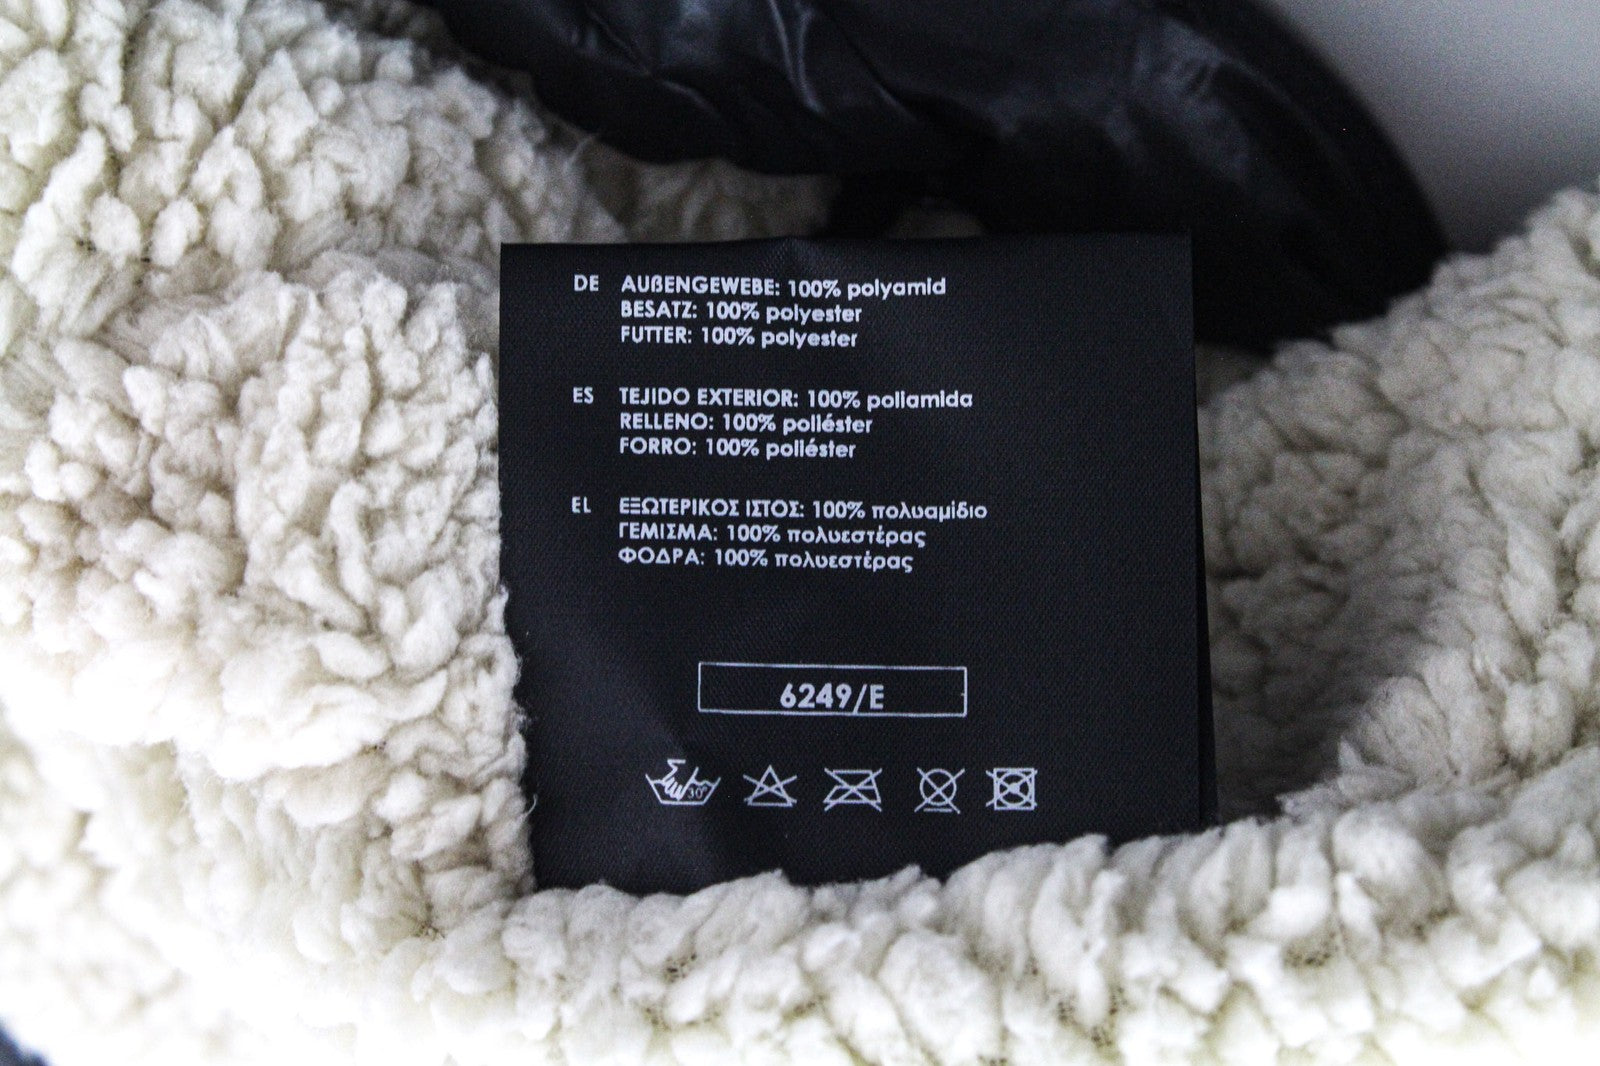 DE AUßENGEWEBE: 100% polyamid
BESATZ: 100% polyester
FUTTER: 100% polyester
ES TEJIDO EXTERIOR: 100% poliamida
RELLENO: 100% poliéster
FORRO: 100% poliéster
EL ΕΞΩΤΕΡΙΚΟΣ ΙΣΤΟΣ: 100% πολυαμίδιο
ΓΕΜΙΣΜΑ: 100% πολυεστέρας
ΦΟΔΡΑ: 100% πολυεστέρας
6249/E
30°